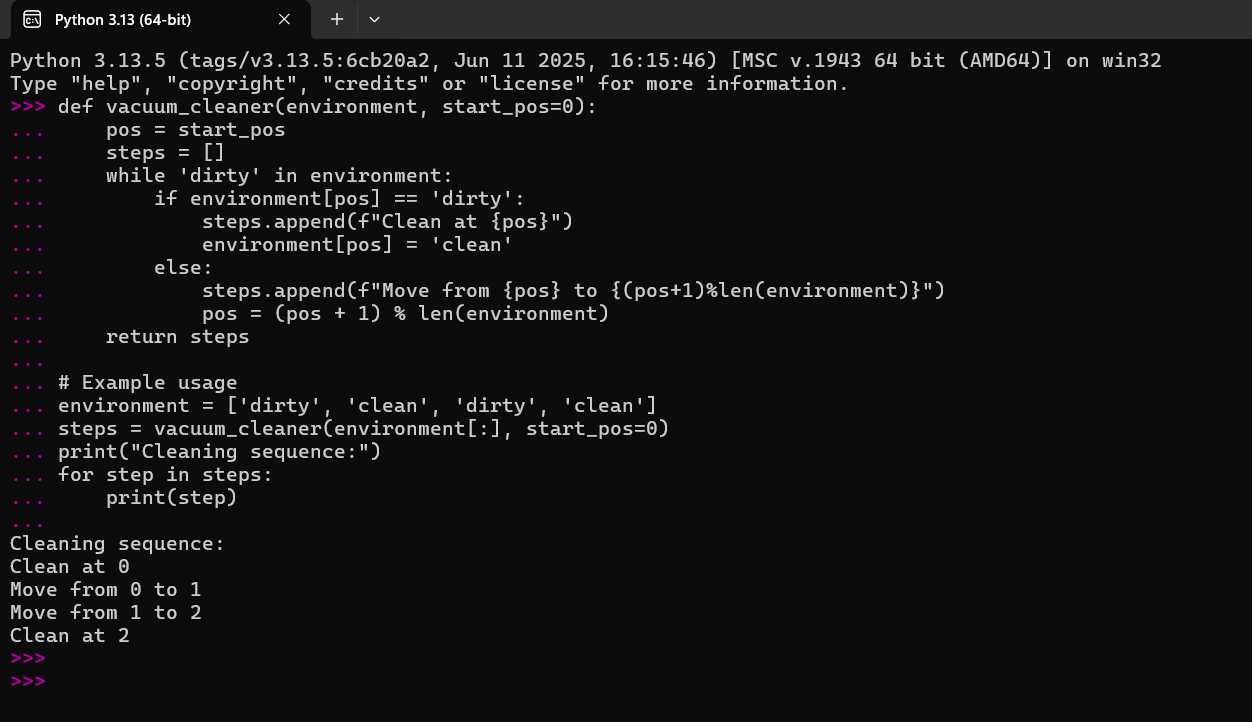 Python 3.13 (64-bit)
Python 3.13.5 (tags/v3.13.5:6cb20a2, Jun 11 2025, 16:15:46) [MSC v.1943 64 bit (AMD64)] on win32
Type "help", "copyright", "credits" or "license" for more information.
>>> def vacuum_cleaner(environment, start_pos=0):
...     pos = start_pos
...     steps = []
...     while 'dirty' in environment:
...         if environment[pos] == 'dirty':
...             steps.append(f"Clean at {pos}")
...             environment[pos] = 'clean'
...         else:
...             steps.append(f"Move from {pos} to {(pos+1)%len(environment)}")
...             pos = (pos + 1) % len(environment)
...     return steps
...
... # Example usage
... environment = ['dirty', 'clean', 'dirty', 'clean']
... steps = vacuum_cleaner(environment[:], start_pos=0)
... print("Cleaning sequence:")
... for step in steps:
...     print(step)
...
Cleaning sequence:
Clean at 0
Move from 0 to 1
Move from 1 to 2
Clean at 2
>>>
>>>